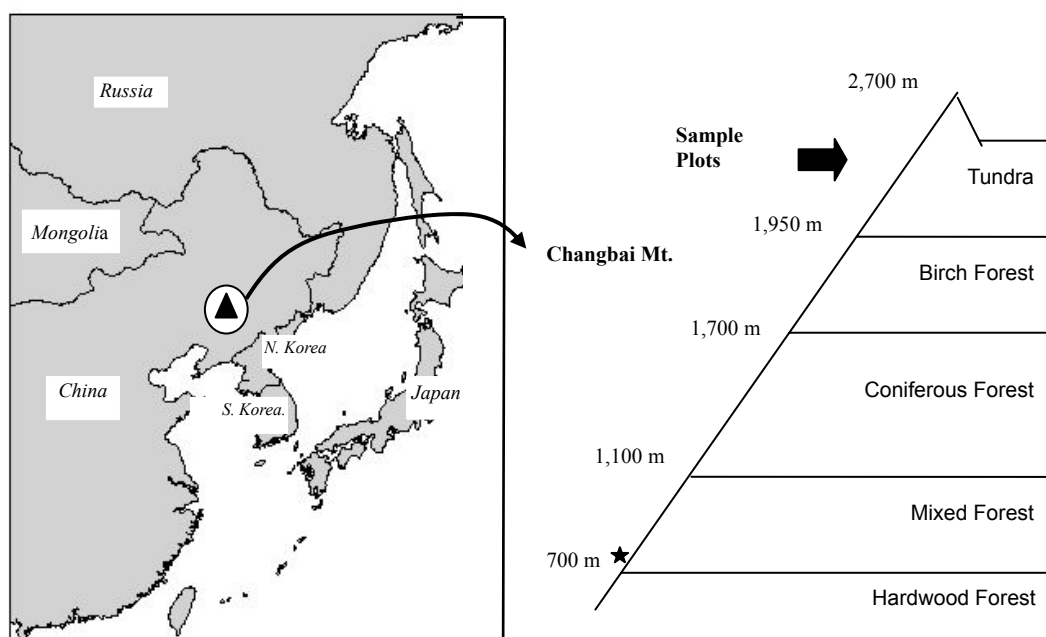 Russia
Mongolia
China
N. Korea
S. Korea.
Japan
Changbai Mt.
Sample
Plots
2,700 m
Tundra
1,950 m
Birch Forest
1,700 m
Coniferous Forest
1,100 m
Mixed Forest
700 m
Hardwood Forest